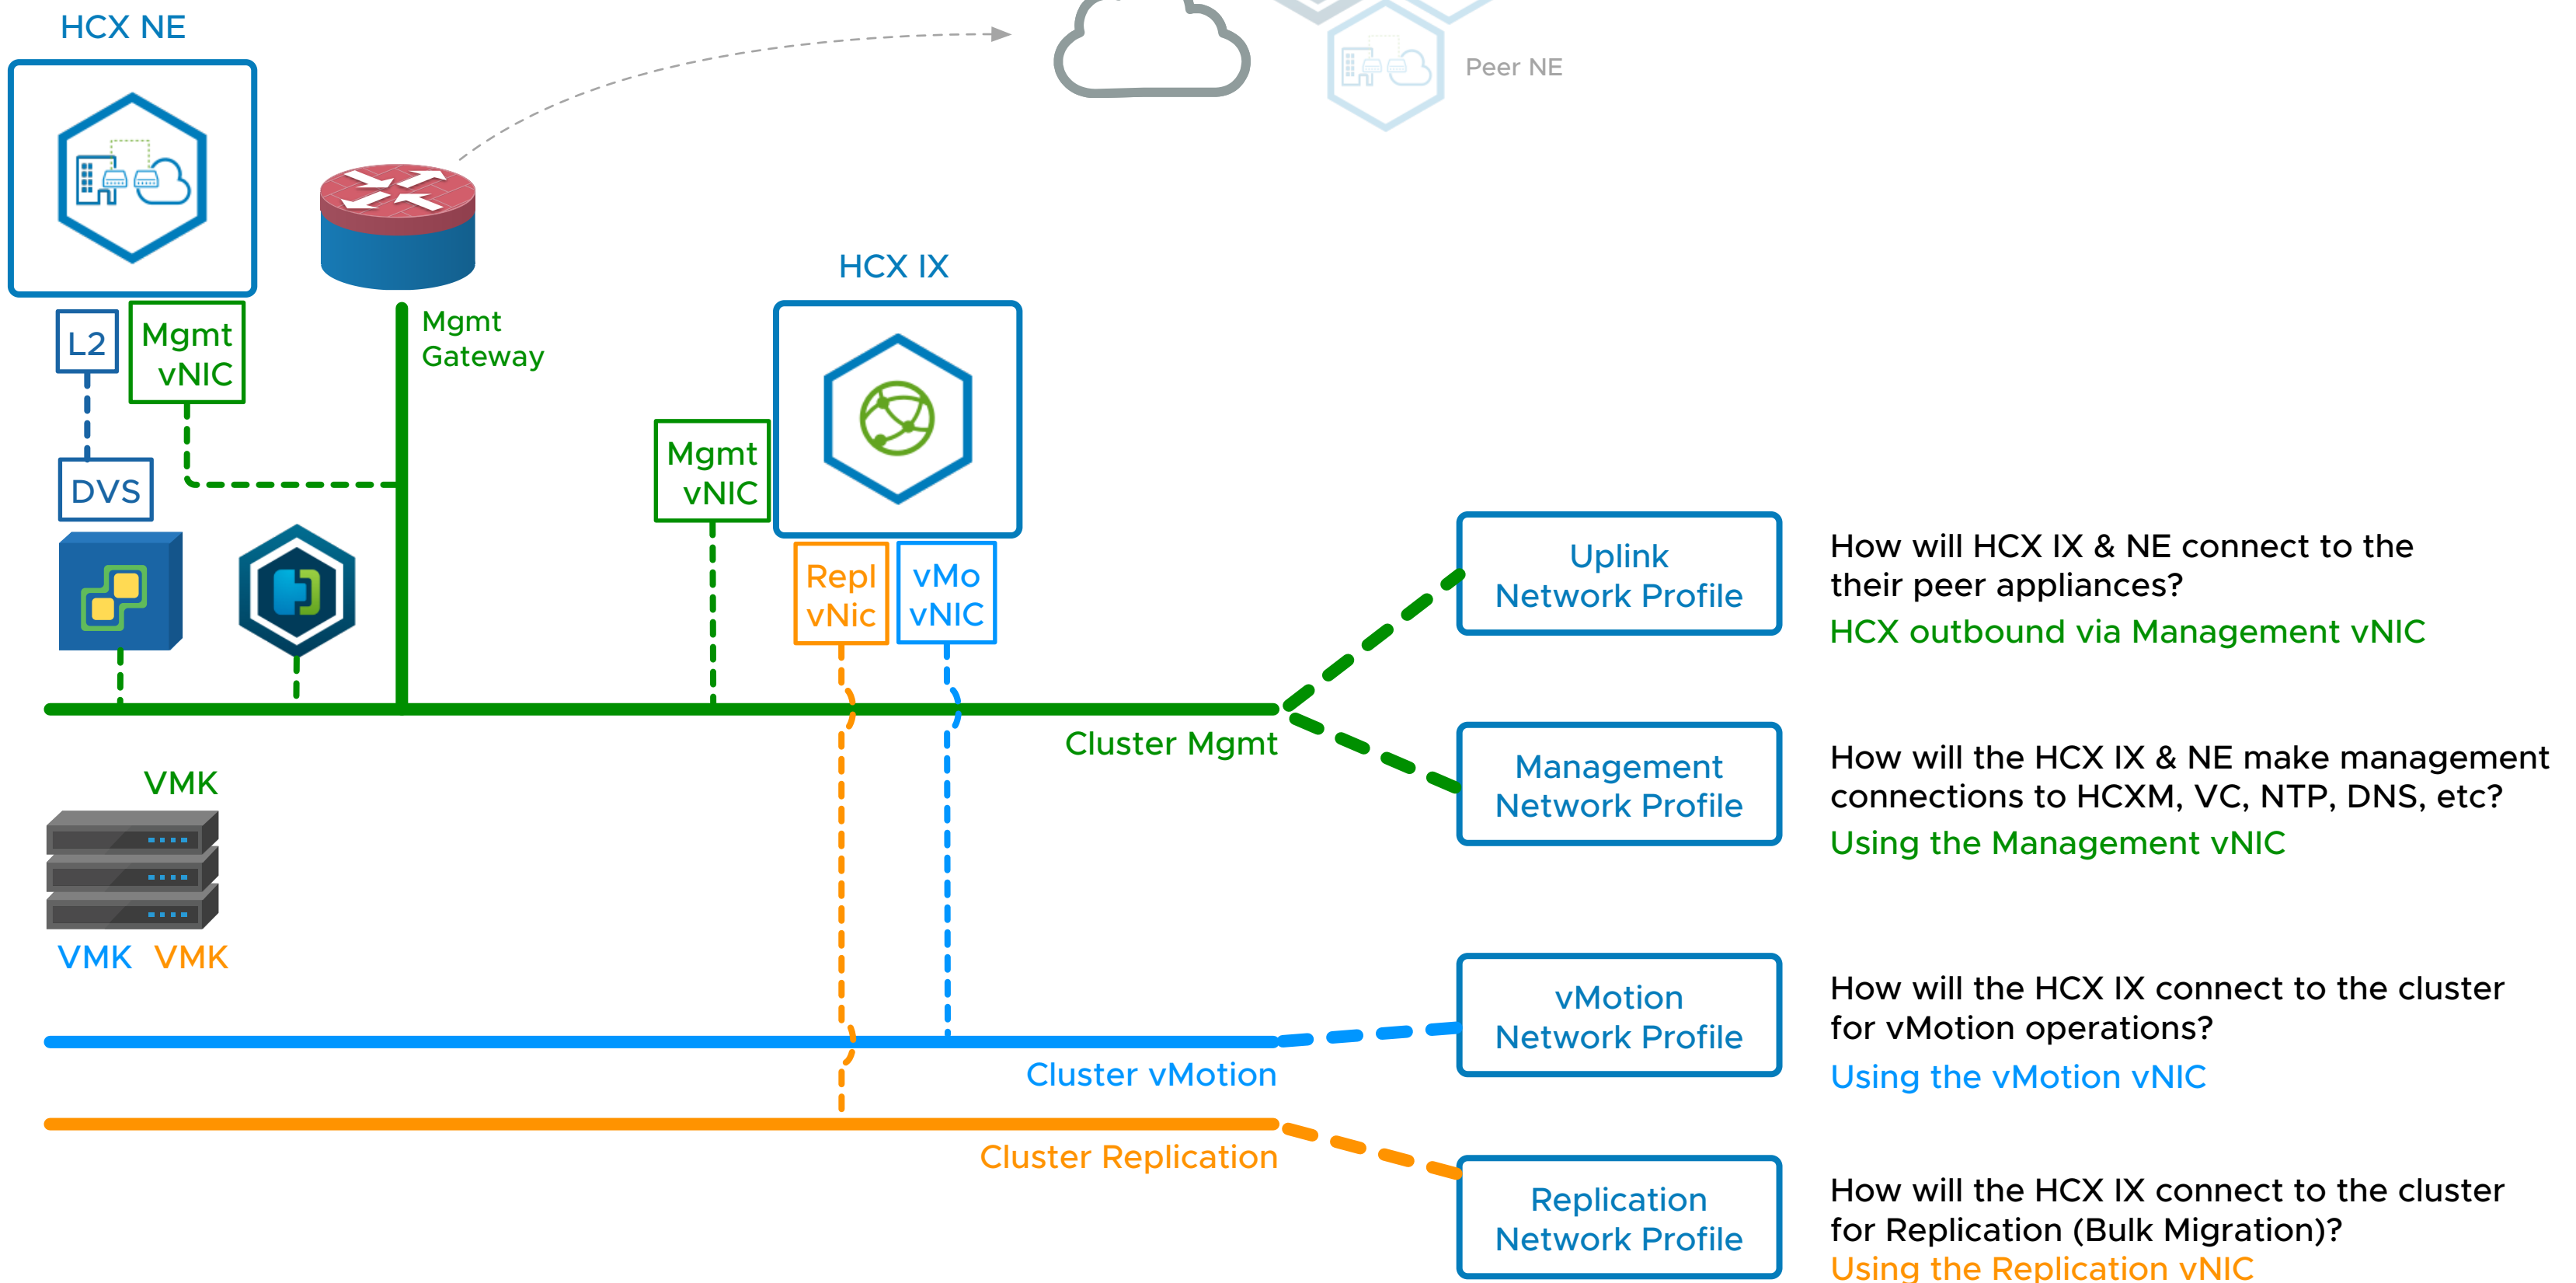 HCX NE
Peer NE
HCX IX
L2
Mgmt
vNIC
Mgmt
Gateway
DVS
Mgmt
vNIC
Repl
vNic
vMo
vNIC
Uplink
Network Profile
How will HCX IX & NE connect to the
their peer appliances?
HCX outbound via Management vNIC
Cluster Mgmt
Management
Network Profile
How will the HCX IX & NE make management
connections to HCXM, VC, NTP, DNS, etc?
Using the Management vNIC
VMK
VMK VMK
vMotion
Network Profile
How will the HCX IX connect to the cluster
for vMotion operations?
Using the vMotion vNIC
Cluster vMotion
Cluster Replication
Replication
Network Profile
How will the HCX IX connect to the cluster
for Replication (Bulk Migration)?
Using the Replication vNIC